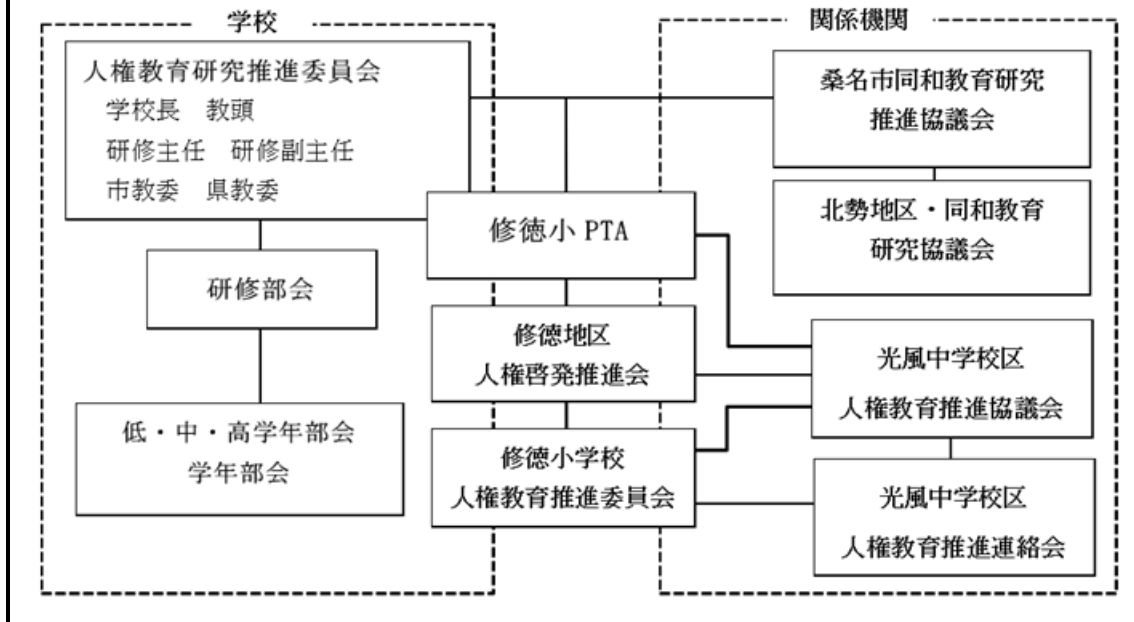 学校
人権教育研究推進委員会
学校長　教頭
研修主任　研修副主任
市教委　県教委
研修部会
低・中・高学年部会
学年部会
修徳小 PTA
修徳地区
人権啓発推進会
修徳小学校
人権教育推進委員会
関係機関
桑名市同和教育研究
推進協議会
北勢地区・同和教育
研究協議会
光風中学校区
人権教育推進協議会
光風中学校区
人権教育推進連絡会